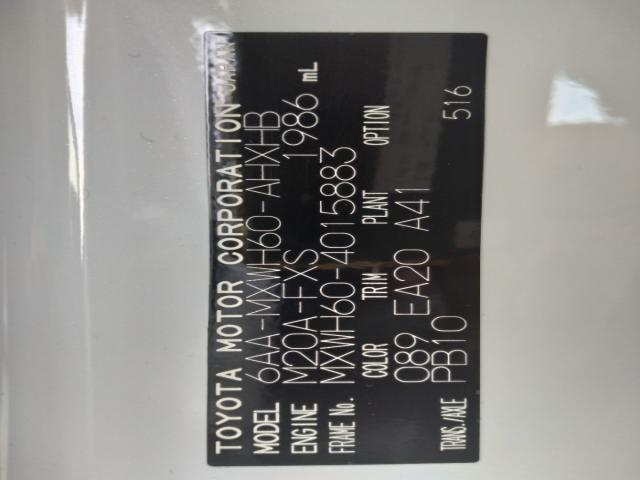 TOYOTA MOTOR CORPORATION JAPAN
MODEL 6AA-MXWH60-AHXHB
ENGINE M20A-FXS 1986 mL
FRAME No. MXWH60-4015883
COLOR TRIM PLANT OPTION
089 EA20 A41
TRANS./AXLE PB10 516